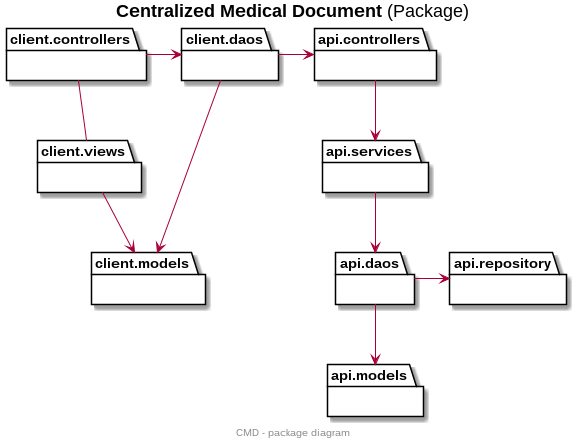 Centralized Medical Document (Package)
client.controllers
client.daos
api.controllers
client.views
api.services
client.models
api.daos
api.repository
api.models
CMD - package diagram